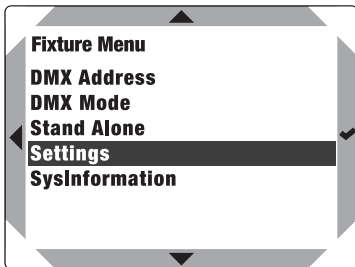 Fixture Menu
DMX Address
DMX Mode
Stand Alone
Settings
SysInformation